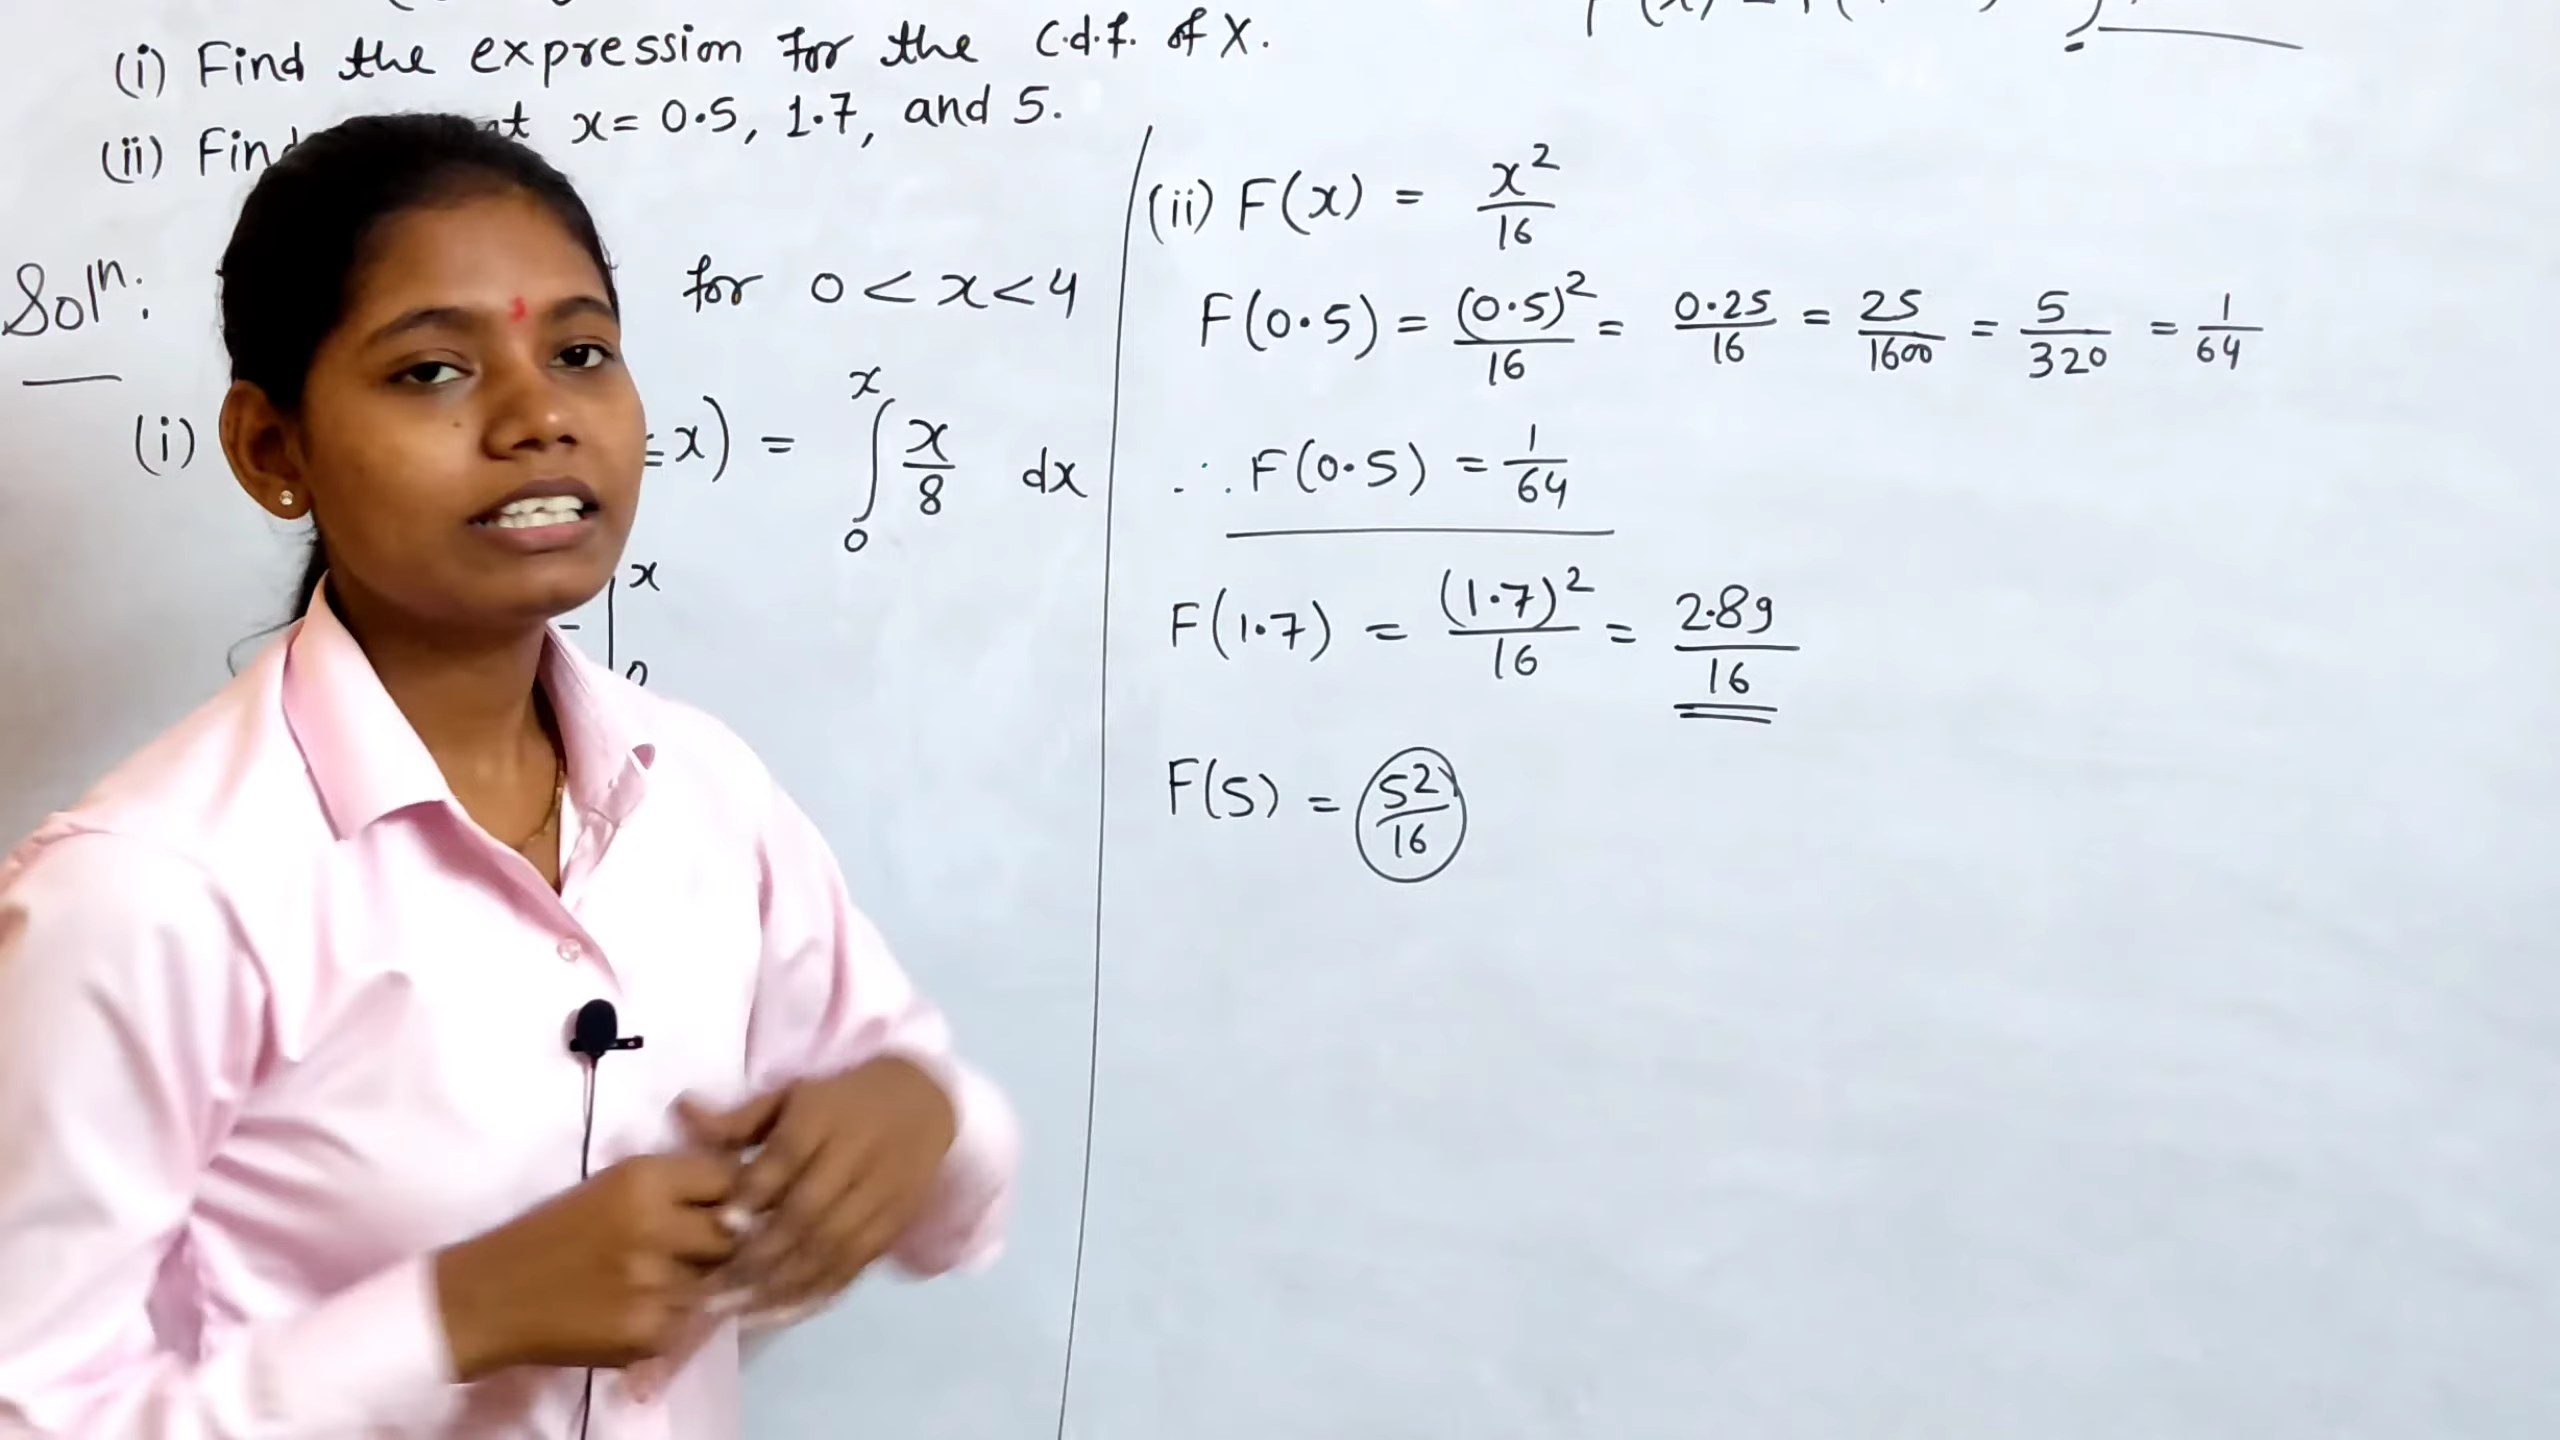 (i) Find the expression for the c.d.f. of X.
(ii) Find at x= 0.5, 1.7, and 5.
Solⁿ: for 0 < x < 4
(i) x) = ∫₀ˣ x/8 dx
x
0
(ii) F(x) = x²/16
F(0.5) = (0.5)²/16 = 0.25/16 = 25/1600 = 5/320 = 1/64
∴ F(0.5) = 1/64
F(1.7) = (1.7)²/16 = 2.89/16
F(5) = 5²/16